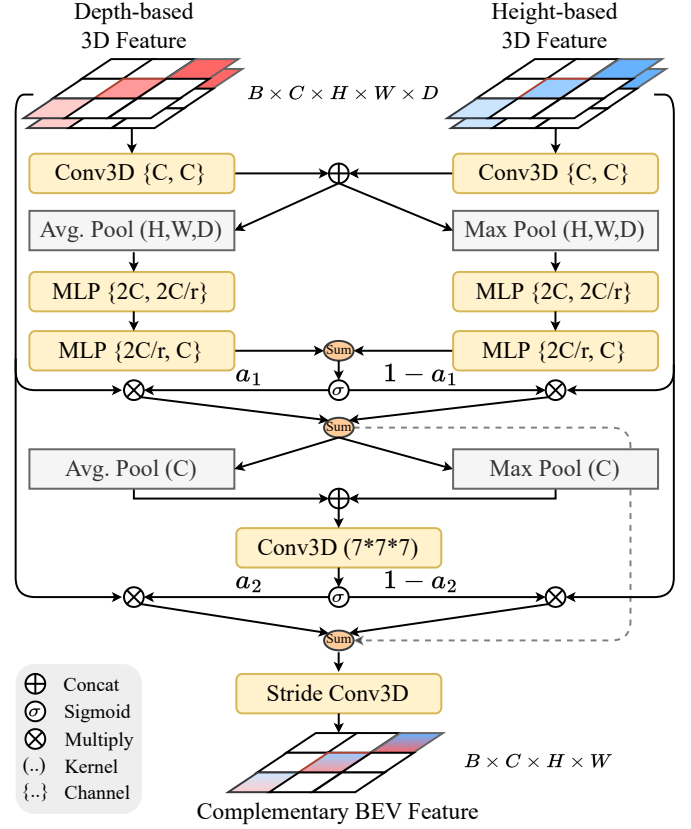 Depth-based
3D Feature
Height-based
3D Feature
B × C × H × W × D
Conv3D {C, C}
Conv3D {C, C}
Avg. Pool (H,W,D)
Max Pool (H,W,D)
MLP {2C, 2C/r}
MLP {2C, 2C/r}
MLP {2C/r, C}
Sum
MLP {2C/r, C}
a₁
σ
1 − a₁
Sum
Avg. Pool (C)
Max Pool (C)
Conv3D (7*7*7)
a₂
σ
1 − a₂
Sum
Stride Conv3D
Concat
σ Sigmoid
Multiply
(..) Kernel
{..} Channel
B × C × H × W
Complementary BEV Feature